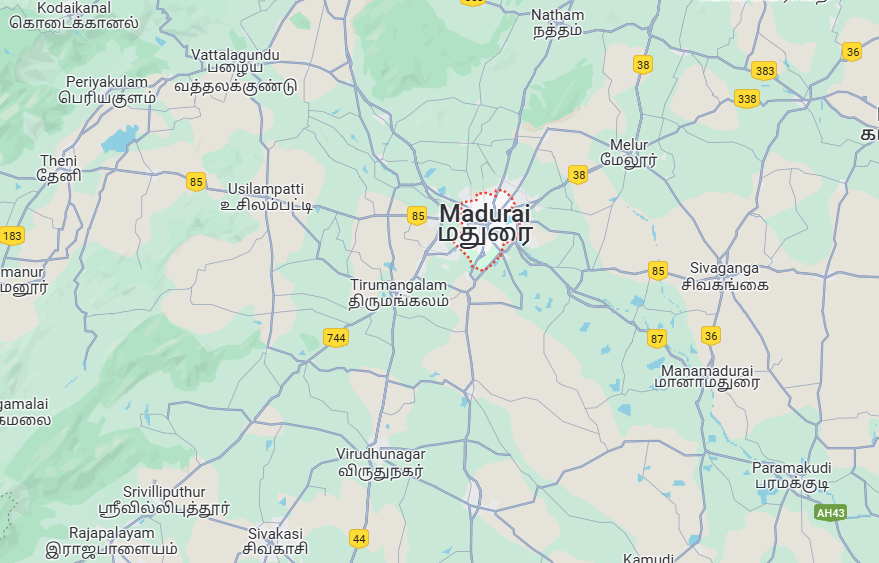 Kodaikanal
கொடைக்கானல்
Natham
நத்தம்
36
Vattalagundu
பழைய
வத்தலக்குண்டு
38
383
Periyakulam
பெரியகுளம்
338
Melur
மேலூர்
Theni
தேனி
38
85
Usilampatti
உசிலம்பட்டி
85
Madurai
மதுரை
183
manur
மனூர்
85
Sivaganga
சிவகங்கை
Tirumangalam
திருமங்கலம்
744
87
36
Manamadurai
மானாமதுரை
gamalai
கமலை
Virudhunagar
விருதுநகர்
Paramakudi
பரமக்குடி
Srivilliputhur
ஸ்ரீவில்லிபுத்தூர்
AH43
Rajapalayam
இராஜபாளையம்
Sivakasi
சிவகாசி
44
Kamudi